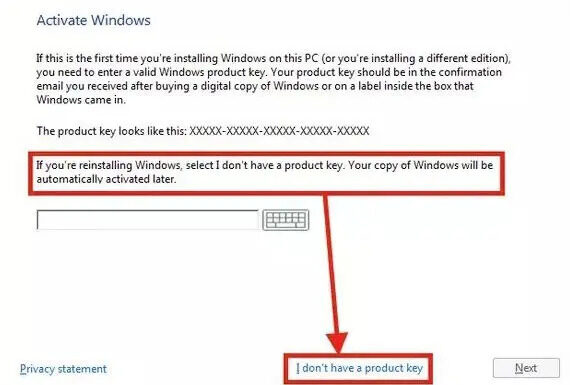 Activate Windows
If this is the first time you're installing Windows on this PC (or you're installing a different edition),
you need to enter a valid Windows product key. Your product key should be in the confirmation
email you received after buying a digital copy of Windows or on a label inside the box that
Windows came in.
The product key looks like this: XXXXX-XXXXX-XXXXX-XXXXX-XXXXX
If you're reinstalling Windows, select I don't have a product key. Your copy of Windows will be
automatically activated later.
Privacy statement
I don't have a product key
Next